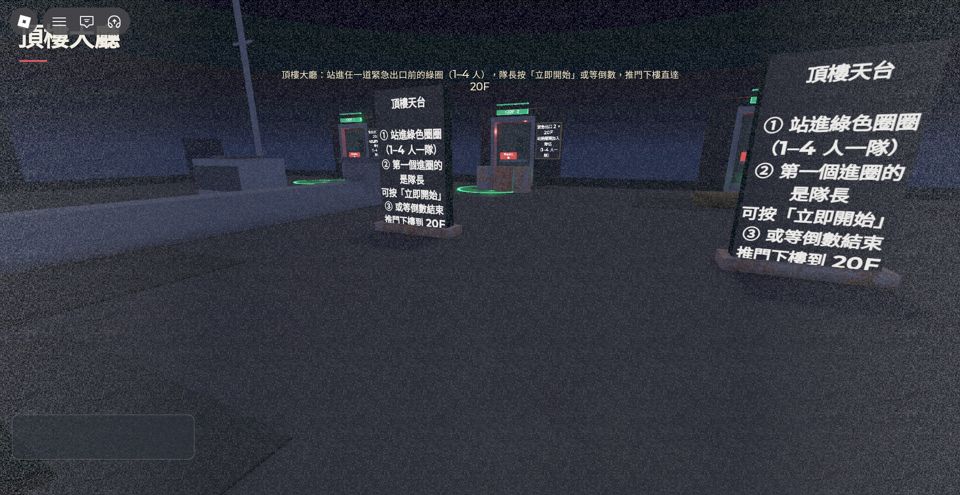 頂樓大廳
頂樓大廳：站進任一道緊急出口前的綠圈（1–4 人），隊長按「立即開始」或等倒數，推門下樓直達
20F
頂樓天台
① 站進綠色圈圈
（1–4 人一隊）
② 第一個進圈的
是隊長
可按「立即開始」
③ 或等倒數結束
推門下樓到 20F
頂樓天台
① 站進綠色圈圈
（1–4 人一隊）
② 第一個進圈的
是隊長
可按「立即開始」
③ 或等倒數結束
推門下樓到 20F